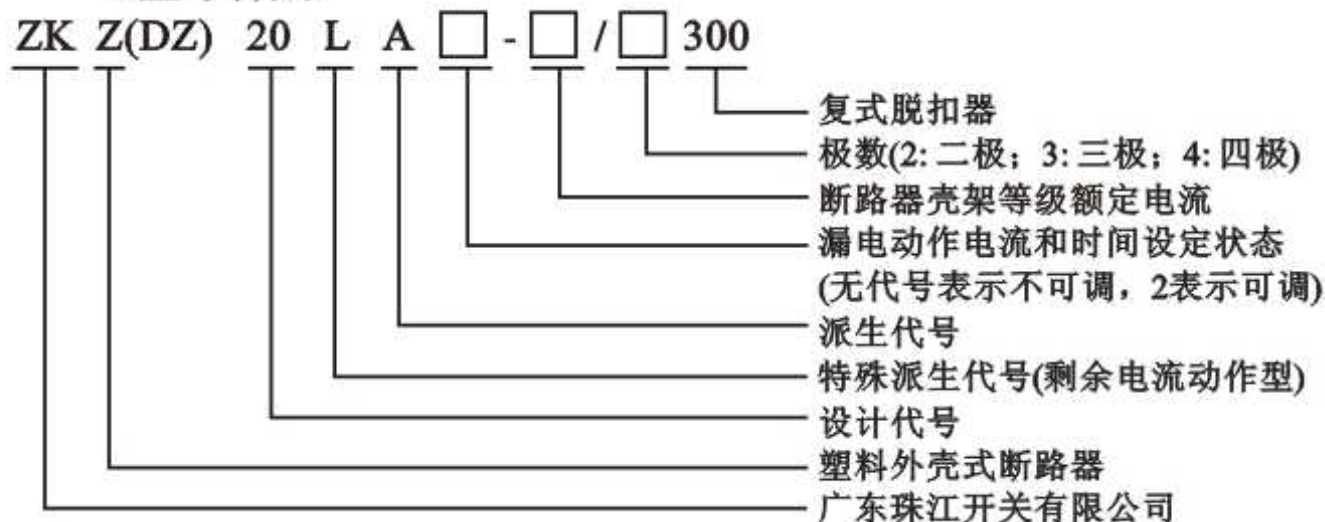 ZK Z(DZ) 20 L A □ - □ / □ 300
复式脱扣器
极数(2: 二极；3: 三极；4: 四极)
断路器壳架等级额定电流
漏电动作电流和时间设定状态
(无代号表示不可调，2表示可调)
派生代号
特殊派生代号(剩余电流动作型)
设计代号
塑料外壳式断路器
广东珠江开关有限公司